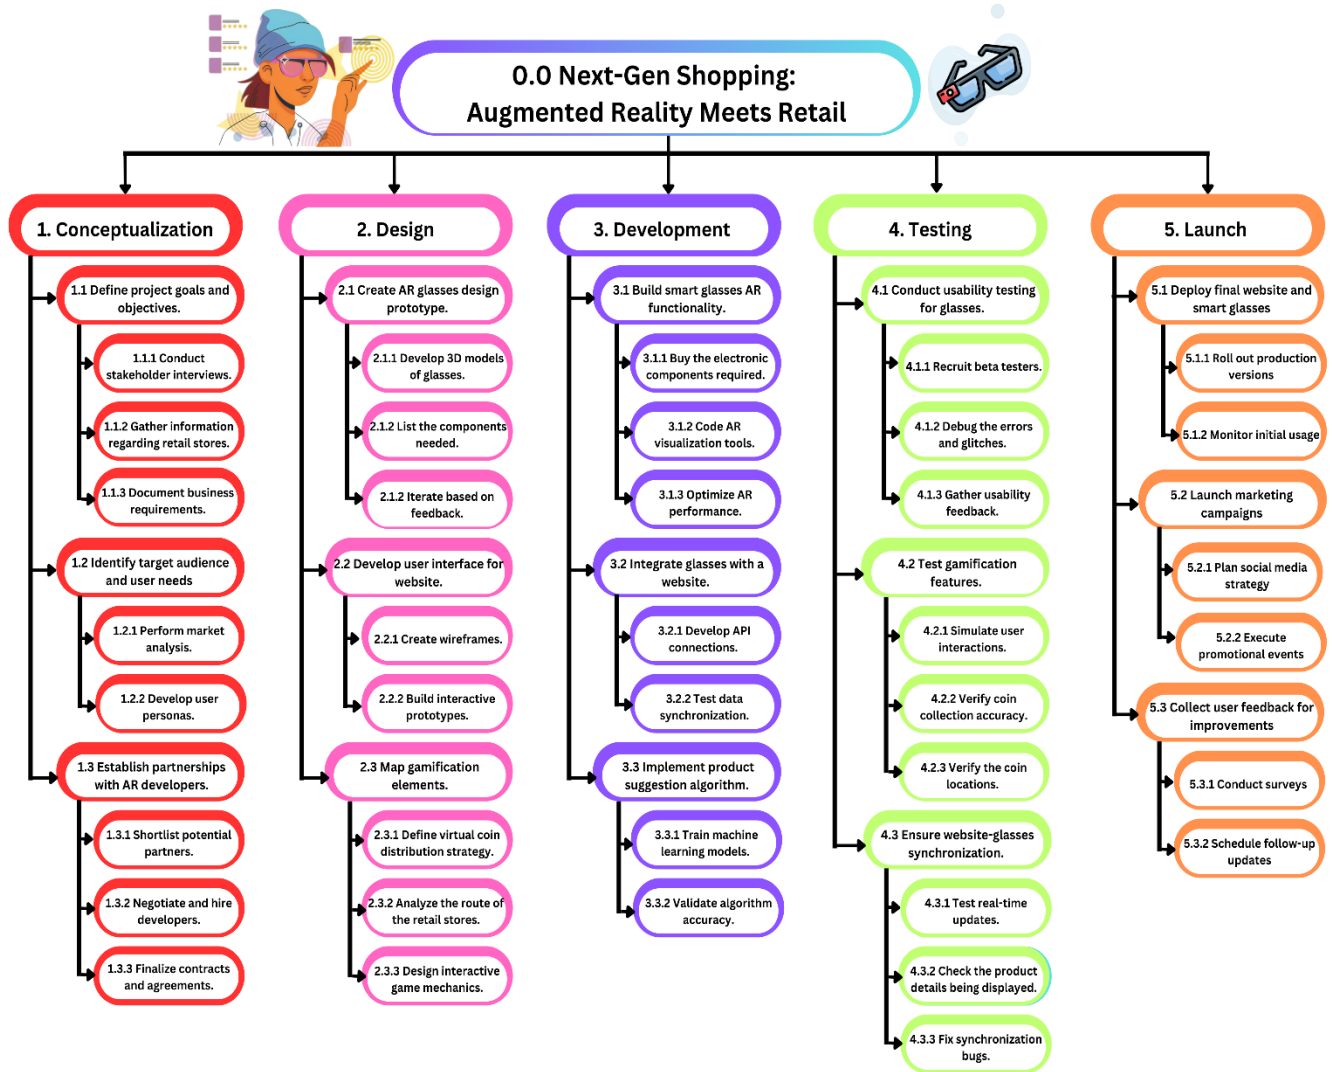 0.0 Next-Gen Shopping:
Augmented Reality Meets Retail
1. Conceptualization
1.1 Define project goals and
objectives.
1.1.1 Conduct
stakeholder interviews.
1.1.2 Gather information
regarding retail stores.
1.1.3 Document business
requirements.
1.2 Identify target audience
and user needs
1.2.1 Perform market
analysis.
1.2.2 Develop user
personas.
1.3 Establish partnerships
with AR developers.
1.3.1 Shortlist potential
partners.
1.3.2 Negotiate and hire
developers.
1.3.3 Finalize contracts
and agreements.
2. Design
2.1 Create AR glasses design
prototype.
2.1.1 Develop 3D models
of glasses.
2.1.2 List the components
needed.
2.1.2 Iterate based on
feedback.
2.2 Develop user interface for
website.
2.2.1 Create wireframes.
2.2.2 Build interactive
prototypes.
2.3 Map gamification
elements.
2.3.1 Define virtual coin
distribution strategy.
2.3.2 Analyze the route of
the retail stores.
2.3.3 Design interactive
game mechanics.
3. Development
3.1 Build smart glasses AR
functionality.
3.1.1 Buy the electronic
components required.
3.1.2 Code AR
visualization tools.
3.1.3 Optimize AR
performance.
3.2 Integrate glasses with a
website.
3.2.1 Develop API
connections.
3.2.2 Test data
synchronization.
3.3 Implement product
suggestion algorithm.
3.3.1 Train machine
learning models.
3.3.2 Validate algorithm
accuracy.
4. Testing
4.1 Conduct usability testing
for glasses.
4.1.1 Recruit beta testers.
4.1.2 Debug the errors
and glitches.
4.1.3 Gather usability
feedback.
4.2 Test gamification
features.
4.2.1 Simulate user
interactions.
4.2.2 Verify coin
collection accuracy.
4.2.3 Verify the coin
locations.
4.3 Ensure website-glasses
synchronization.
4.3.1 Test real-time
updates.
4.3.2 Check the product
details being displayed.
4.3.3 Fix synchronization
bugs.
5. Launch
5.1 Deploy final website and
smart glasses
5.1.1 Roll out production
versions
5.1.2 Monitor initial usage
5.2 Launch marketing
campaigns
5.2.1 Plan social media
strategy
5.2.2 Execute
promotional events
5.3 Collect user feedback for
improvements
5.3.1 Conduct surveys
5.3.2 Schedule follow-up
updates